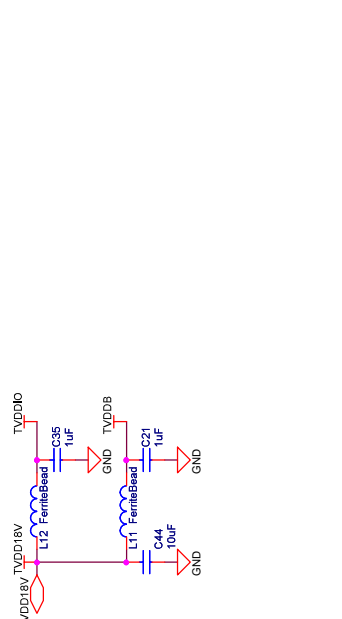 TVDDIO
C35
1uF
GND
L12 FerriteBead
TVDD18V
VDD18V
TVDDB
C21
1uF
GND
L11 FerriteBead
C44
10uF
GND